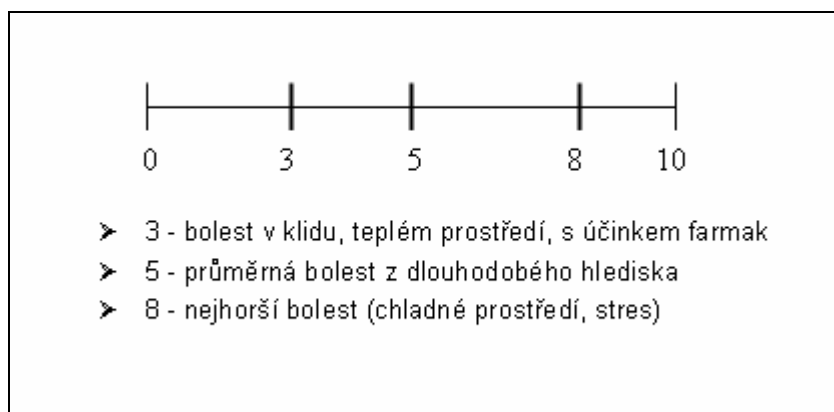 0 3 5 8 10
➤ 3 - bolest v klidu, teplém prostředí, s účinkem farmak
➤ 5 - průměrná bolest z dlouhodobého hlediska
➤ 8 - nejhorší bolest (chladné prostředí, stres)